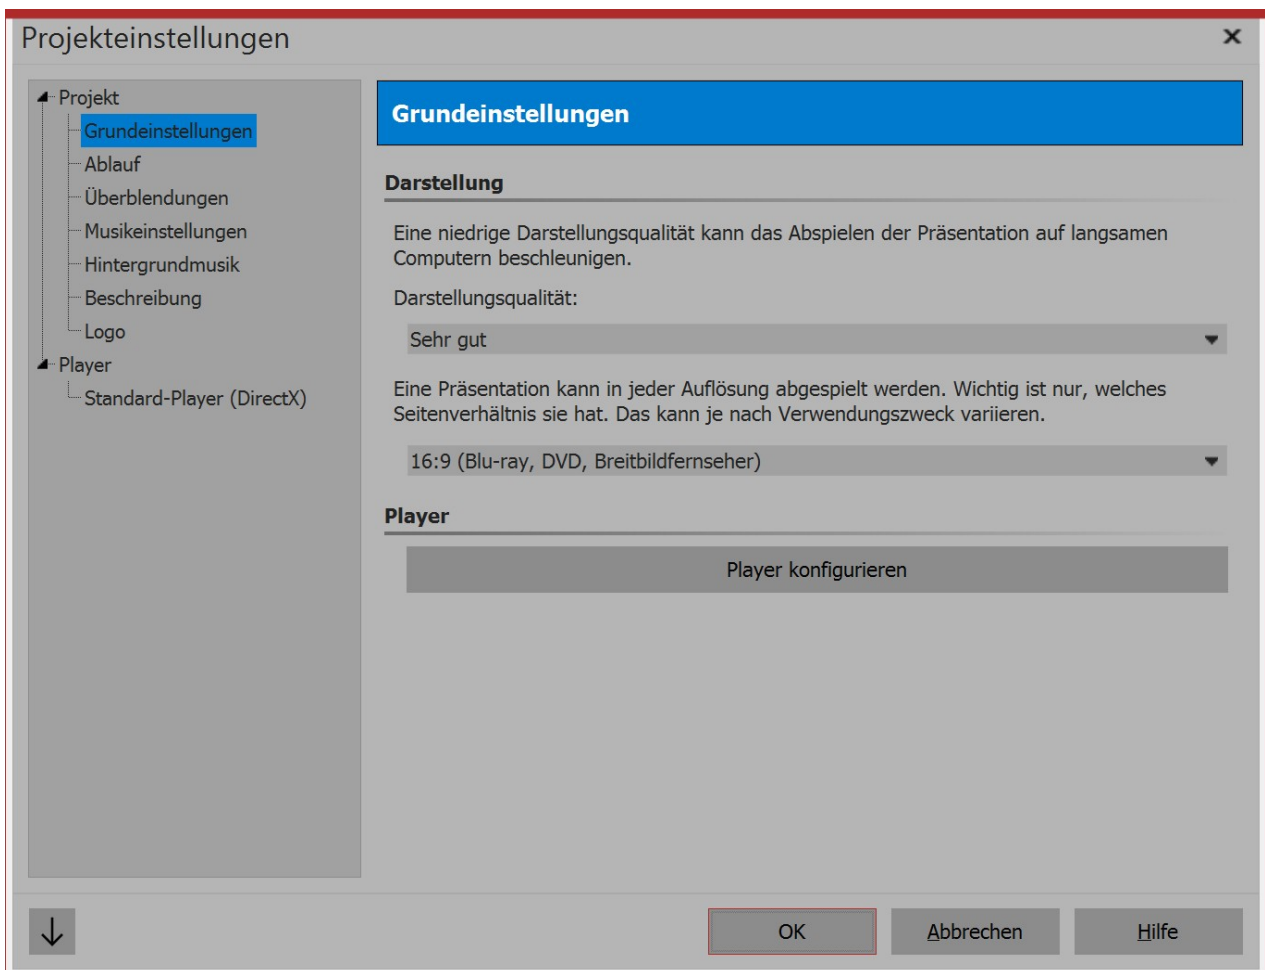 Projekteinstellungen
Projekt
Grundeinstellungen
Ablauf
Überblendungen
Musikeinstellungen
Hintergrundmusik
Beschreibung
Logo
Player
Standard-Player (DirectX)
Grundeinstellungen
Darstellung
Eine niedrige Darstellungsqualität kann das Abspielen der Präsentation auf langsamen
Computern beschleunigen.
Darstellungsqualität:
Sehr gut
Eine Präsentation kann in jeder Auflösung abgespielt werden. Wichtig ist nur, welches
Seitenverhältnis sie hat. Das kann je nach Verwendungszweck variieren.
16:9 (Blu-ray, DVD, Breitbildfernseher)
Player
Player konfigurieren
OK
Abbrechen
Hilfe